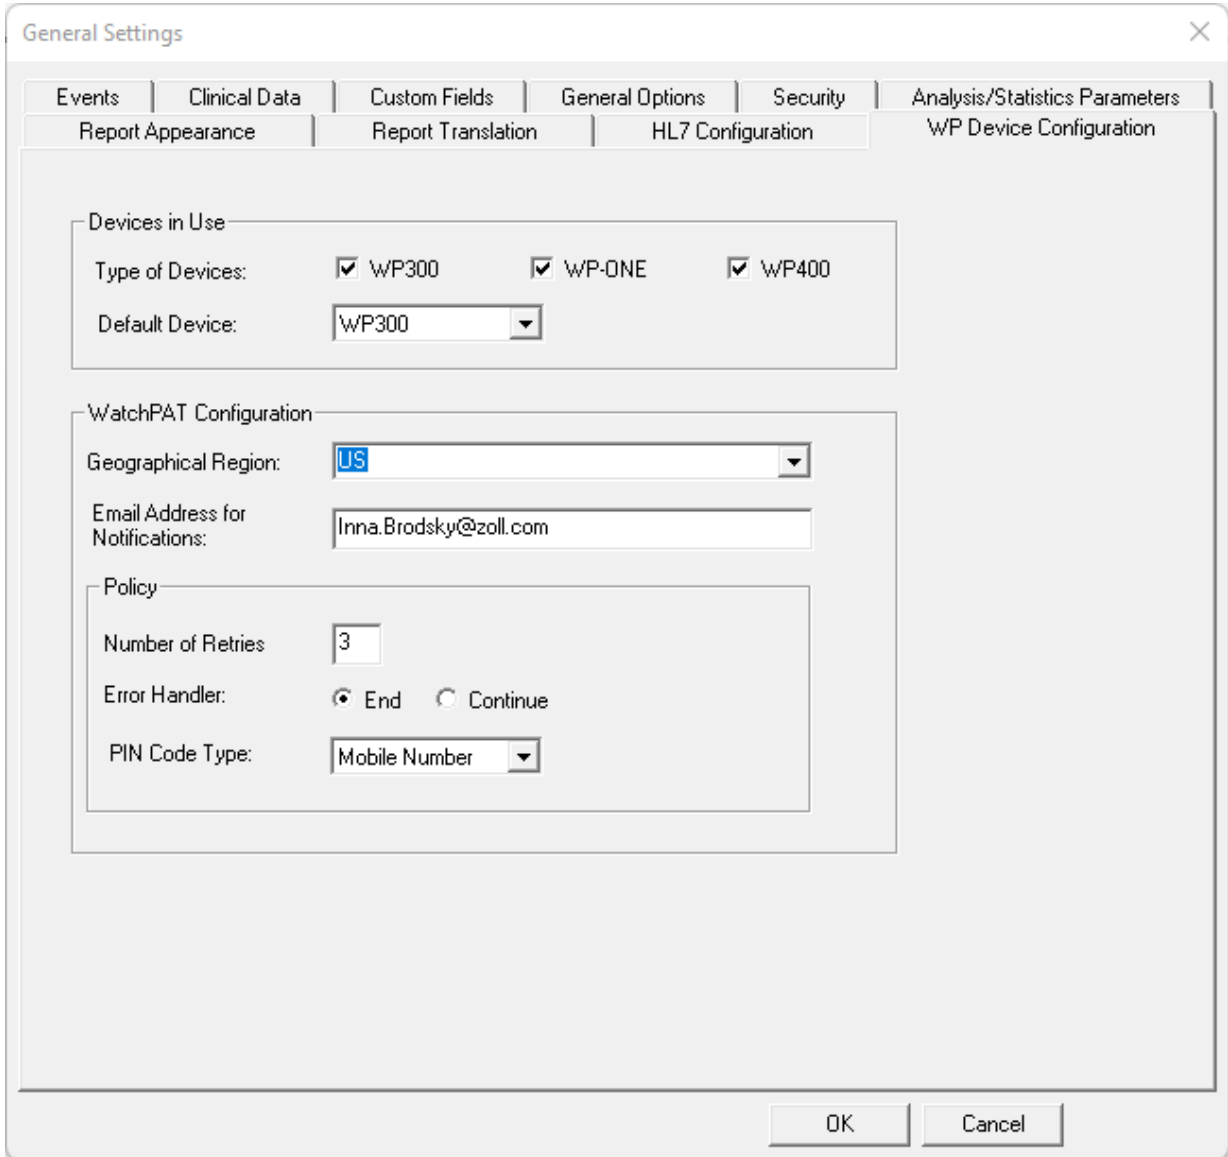 General Settings
Events Clinical Data Custom Fields General Options Security Analysis/Statistics Parameters
Report Appearance Report Translation HL7 Configuration WP Device Configuration
Devices in Use
Type of Devices: WP300 WP-ONE WP400
Default Device: WP300
WatchPAT Configuration
Geographical Region: US
Email Address for
Notifications: Inna.Brodsky@zoll.com
Policy
Number of Retries 3
Error Handler: End Continue
PIN Code Type: Mobile Number
OK Cancel